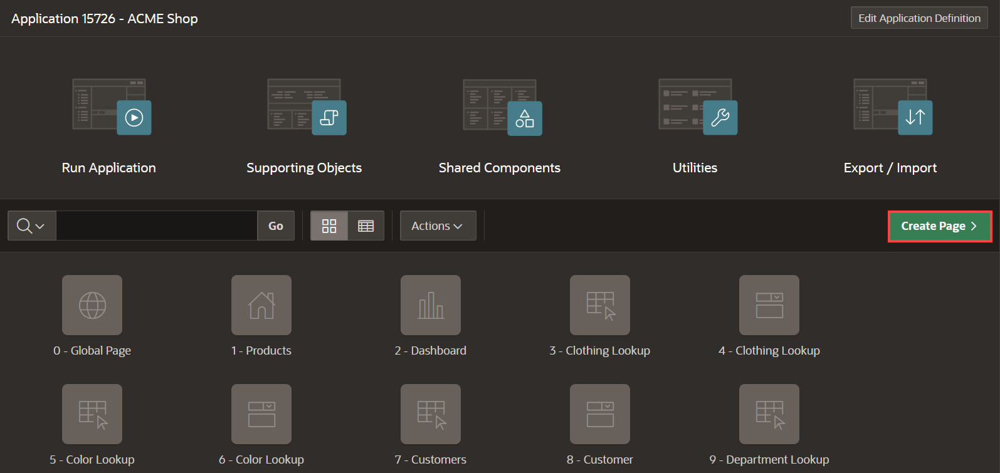 Application 15726 - ACME Shop
Edit Application Definition
Run Application
Supporting Objects
Shared Components
Utilities
Export / Import
Go
Actions
Create Page
0 - Global Page
1 - Products
2 - Dashboard
3 - Clothing Lookup
4 - Clothing Lookup
5 - Color Lookup
6 - Color Lookup
7 - Customers
8 - Customer
9 - Department Lookup